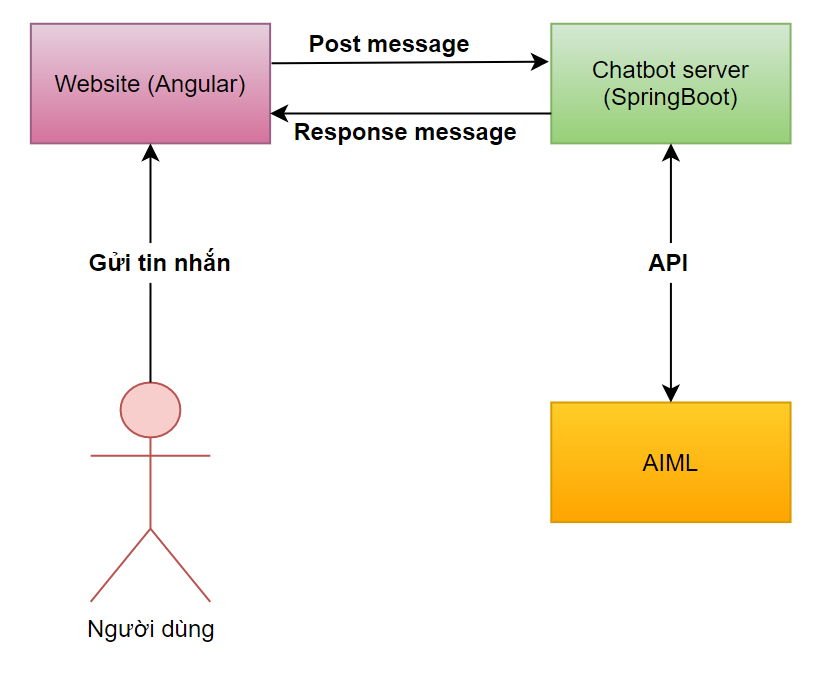 Post message
Website (Angular)
Chatbot server
(SpringBoot)
Response message
Gửi tin nhắn
API
AIML
Người dùng